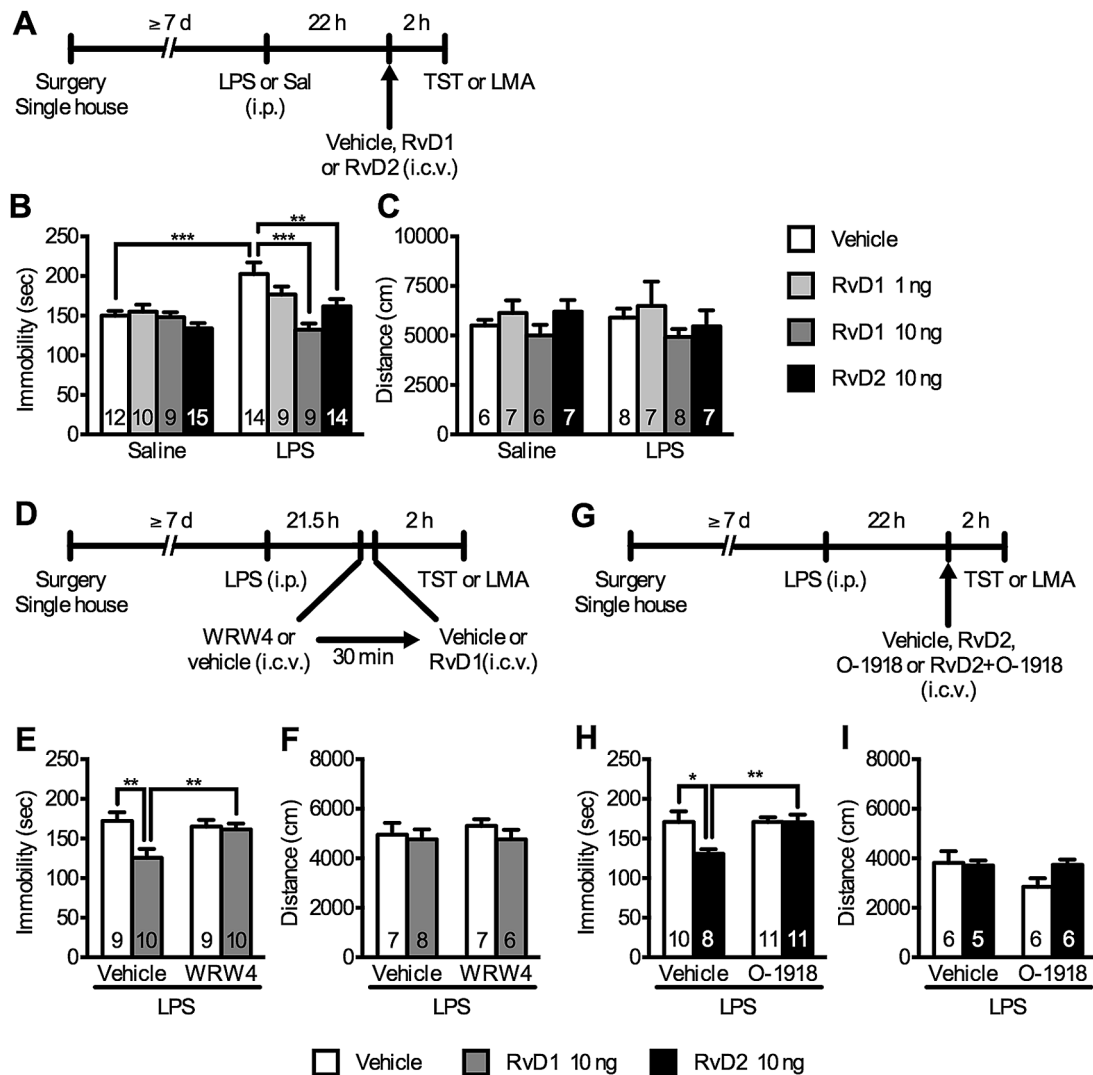 A
≥ 7 d 22 h 2 h
Surgery LPS or Sal TST or LMA
Single house (i.p.)
Vehicle, RvD1
or RvD2 (i.c.v.)
B
Immobility (sec)
250
200
150
100
50
0
*** *** **
12 10 9 15 14 9 9 14
Saline LPS
C
Distance (cm)
10000
7500
5000
2500
0
6 7 6 7 8 7 8 7
Saline LPS
Vehicle
RvD1 1 ng
RvD1 10 ng
RvD2 10 ng
D
≥ 7 d 21.5 h 2 h
Surgery LPS (i.p.) TST or LMA
Single house
WRW4 or Vehicle or
vehicle (i.c.v.) 30 min RvD1(i.c.v.)
G
≥ 7 d 22 h 2 h
Surgery LPS (i.p.) TST or LMA
Single house
Vehicle, RvD2,
O-1918 or RvD2+O-1918
(i.c.v.)
E
Immobility (sec)
250
200
150
100
50
0
** **
9 10 9 10
Vehicle WRW4
LPS
F
Distance (cm)
8000
6000
4000
2000
0
7 8 7 6
Vehicle WRW4
LPS
H
Immobility (sec)
250
200
150
100
50
0
* **
10 8 11 11
Vehicle O-1918
LPS
I
Distance (cm)
8000
6000
4000
2000
0
6 5 6 6
Vehicle O-1918
LPS
Vehicle RvD1 10 ng RvD2 10 ng